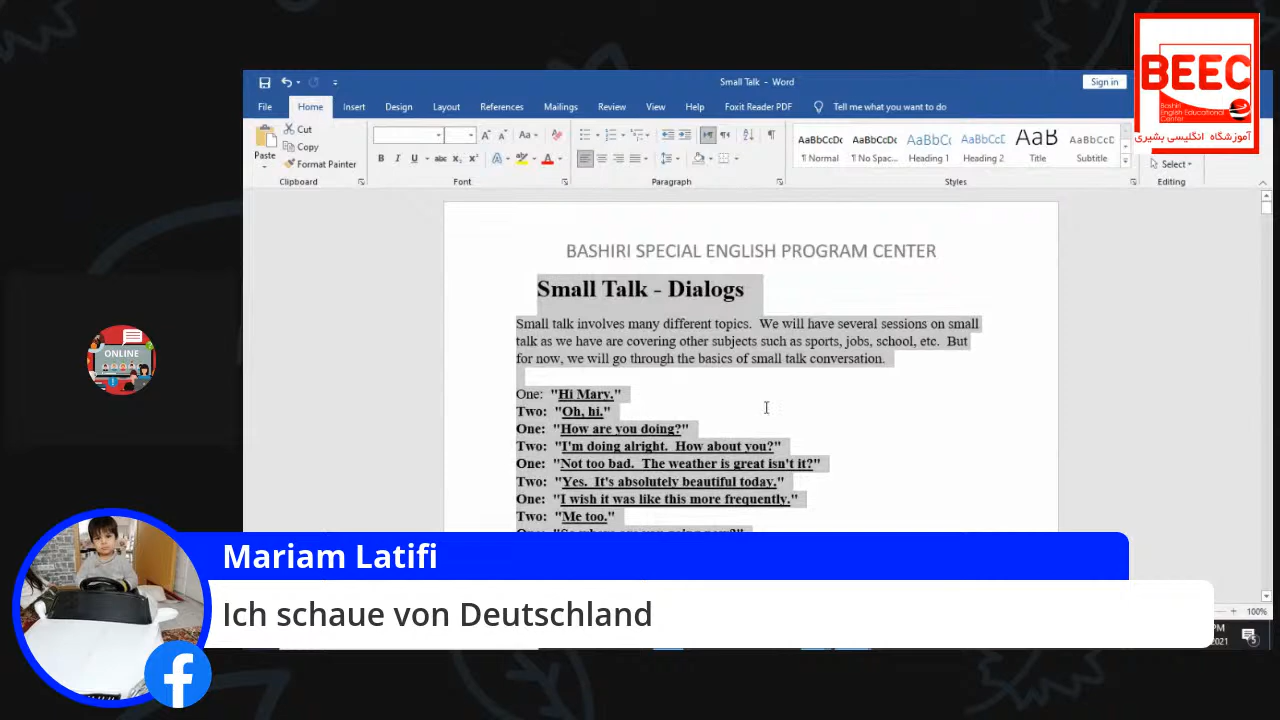 BEEC
Bashiri
English Educational
Center
آموزشگاه انگلیسی بشیری
Small Talk - Word
Sign in
File Home Insert Design Layout References Mailings Review View Help Foxit Reader PDF Tell me what you want to do
Paste
Cut
Copy
Format Painter
Clipboard
Font
Paragraph
AaBbCcDc AaBbCcDc AaBbCc AaBbCcD AaB AaBbCcD
¶ Normal ¶ No Spac... Heading 1 Heading 2 Title Subtitle
Styles
Select
Editing
BASHIRI SPECIAL ENGLISH PROGRAM CENTER
Small Talk - Dialogs
Small talk involves many different topics. We will have several sessions on small
talk as we have are covering other subjects such as sports, jobs, school, etc. But
for now, we will go through the basics of small talk conversation.
One: "Hi Mary."
Two: "Oh, hi."
One: "How are you doing?"
Two: "I'm doing alright. How about you?"
One: "Not too bad. The weather is great isn't it?"
Two: "Yes. It's absolutely beautiful today."
One: "I wish it was like this more frequently."
Two: "Me too."
ONLINE
Mariam Latifi
Ich schaue von Deutschland
100%
PM
2021
5